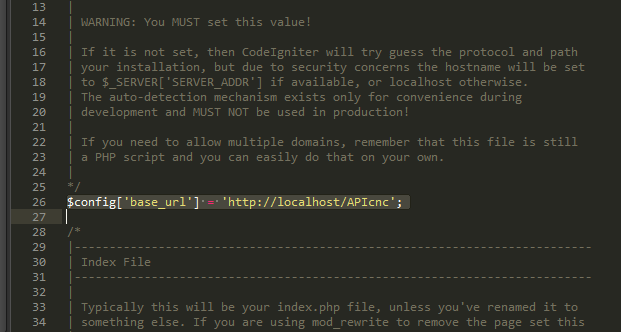 13 |
14 | WARNING: You MUST set this value!
15 |
16 | If it is not set, then CodeIgniter will try guess the protocol and path
17 | your installation, but due to security concerns the hostname will be set
18 | to $_SERVER['SERVER_ADDR'] if available, or localhost otherwise.
19 | The auto-detection mechanism exists only for convenience during
20 | development and MUST NOT be used in production!
21 |
22 | If you need to allow multiple domains, remember that this file is still
23 | a PHP script and you can easily do that on your own.
24 |
25 */
26 $config['base_url'] = 'http://localhost/APIcnc';
27
28 /*
29 |--------------------------------------------------------------------------
30 | Index File
31 |--------------------------------------------------------------------------
32 |
33 | Typically this will be your index.php file, unless you've renamed it to
34 | something else. If you are using mod_rewrite to remove the page set this